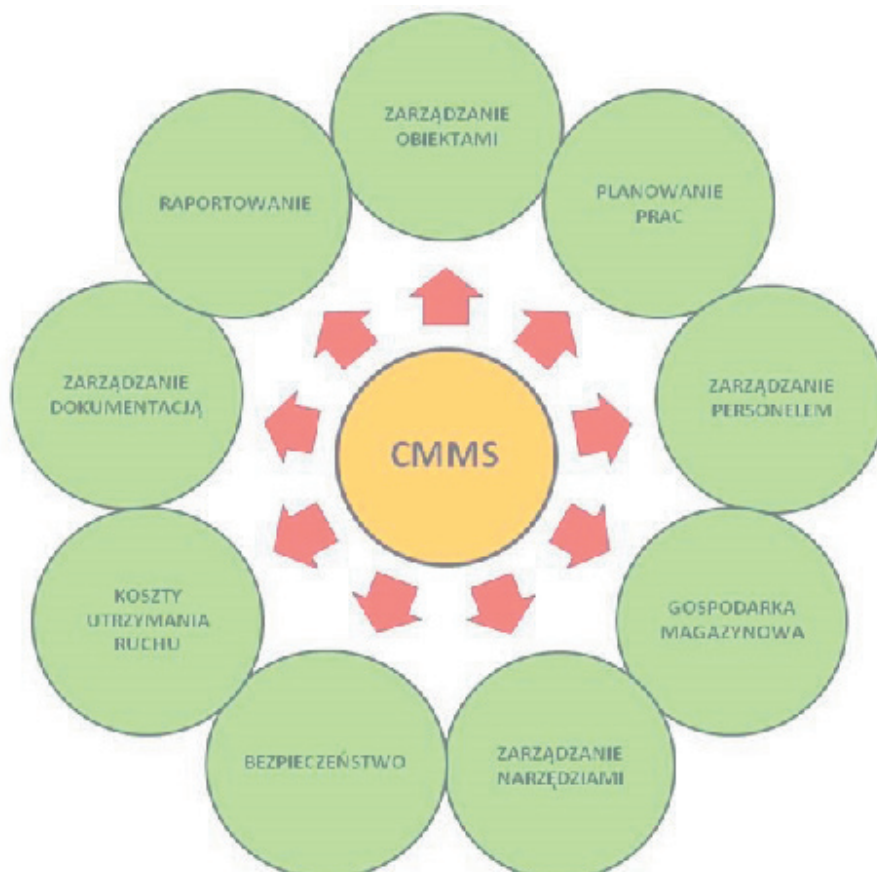 ZARZĄDZANIE
OBIEKTAMI
PLANOWANIE
PRAC
ZARZĄDZANIE
PERSONELEM
GOSPODARKA
MAGAZYNOWA
ZARZĄDZANIE
NARZĘDZIAMI
BEZPIECZEŃSTWO
KOSZTY
UTRZYMANIA
RUCHU
ZARZĄDZANIE
DOKUMENTACJĄ
RAPORTOWANIE
CMMS